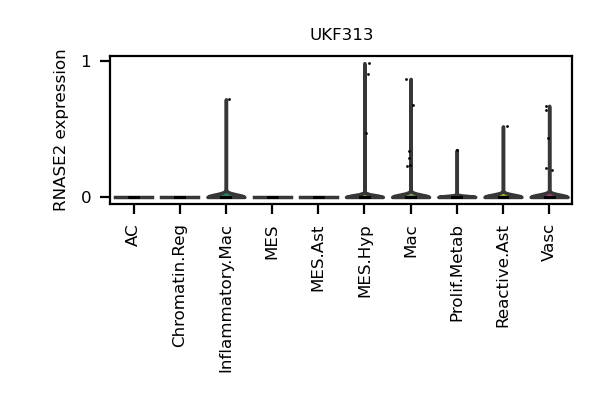 UKF313
RNASE2 expression
1
0
AC
Chromatin.Reg
Inflammatory.Mac
MES
MES.Ast
MES.Hyp
Mac
Prolif.Metab
Reactive.Ast
Vasc